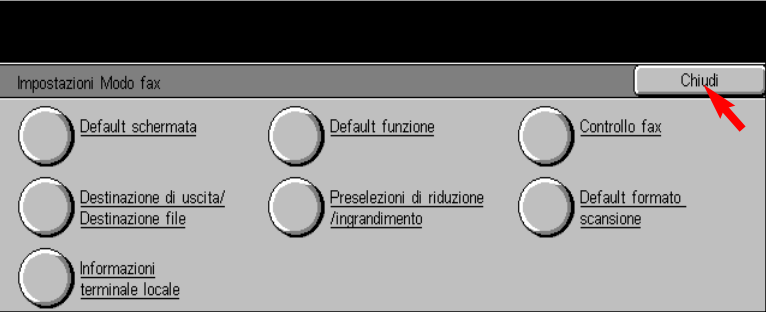 Impostazioni Modo fax
Chiudi
Default schermata
Default funzione
Controllo fax
Destinazione di uscita/
Destinazione file
Preselezioni di riduzione
/ingrandimento
Default formato
scansione
Informazioni
terminale locale